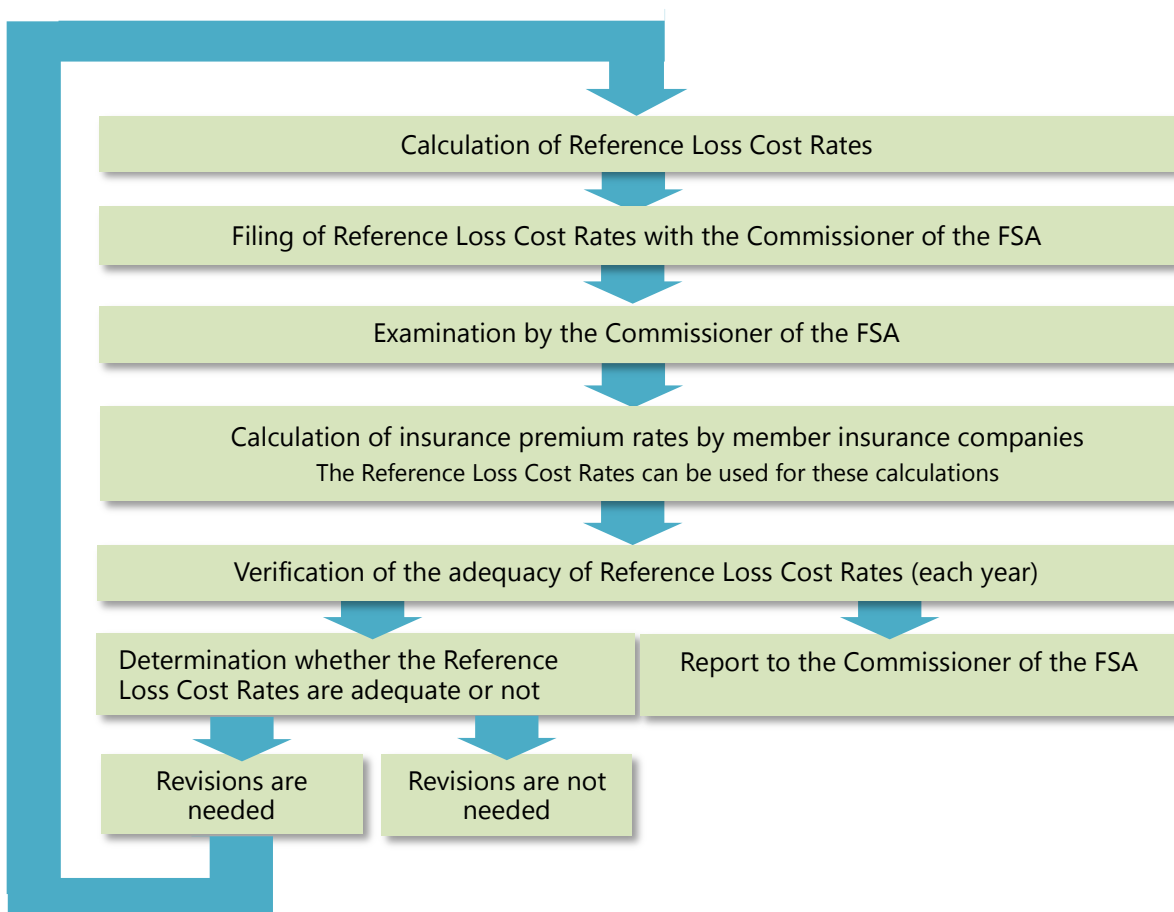 Calculation of Reference Loss Cost Rates
Filing of Reference Loss Cost Rates with the Commissioner of the FSA
Examination by the Commissioner of the FSA
Calculation of insurance premium rates by member insurance companies
The Reference Loss Cost Rates can be used for these calculations
Verification of the adequacy of Reference Loss Cost Rates (each year)
Determination whether the Reference
Loss Cost Rates are adequate or not
Report to the Commissioner of the FSA
Revisions are
needed
Revisions are not
needed